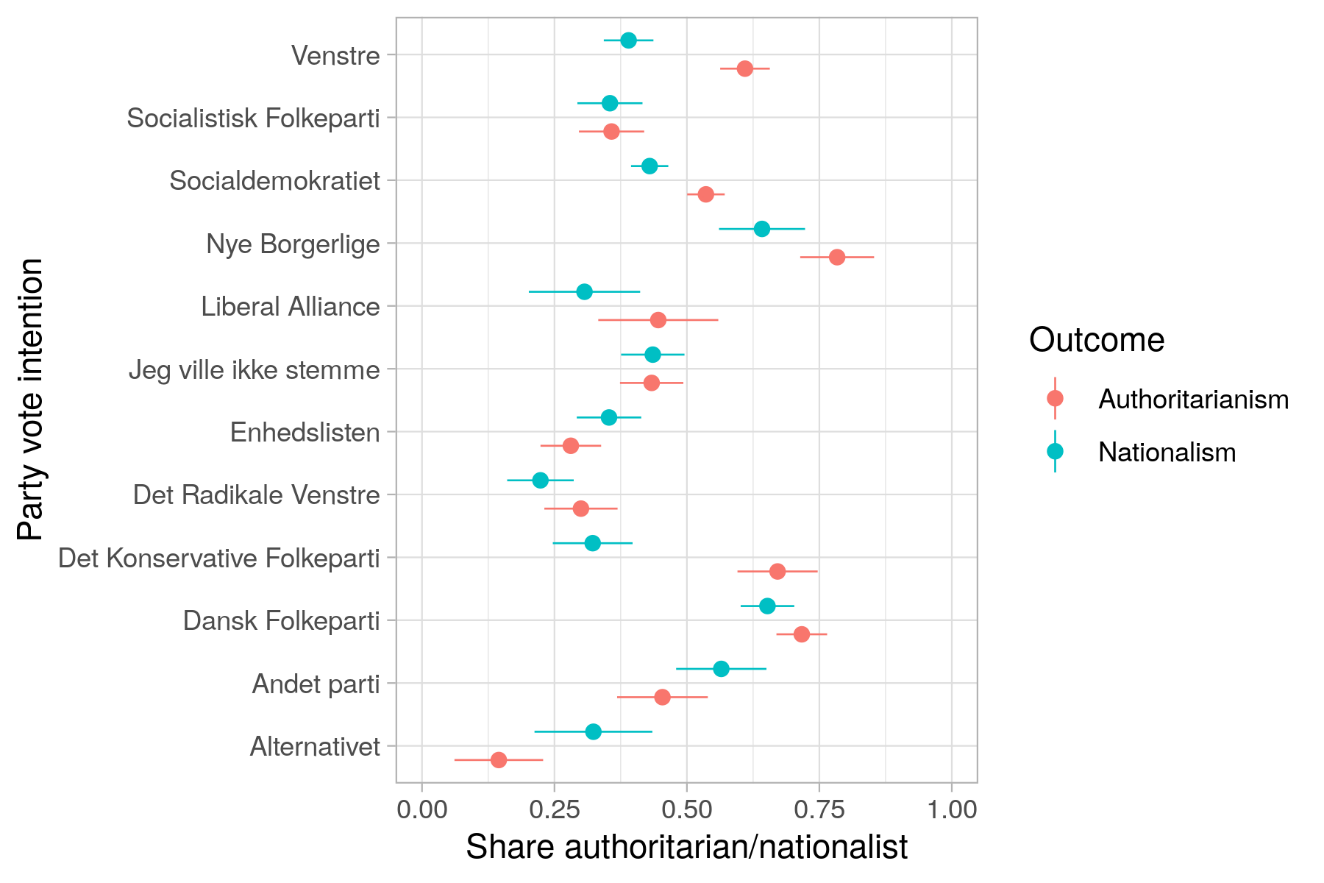 Party vote intention
Venstre
Socialistisk Folkeparti
Socialdemokratiet
Nye Borgerlige
Liberal Alliance
Jeg ville ikke stemme
Enhedslisten
Det Radikale Venstre
Det Konservative Folkeparti
Dansk Folkeparti
Andet parti
Alternativet
0.00 0.25 0.50 0.75 1.00
Share authoritarian/nationalist
Outcome
Authoritarianism
Nationalism